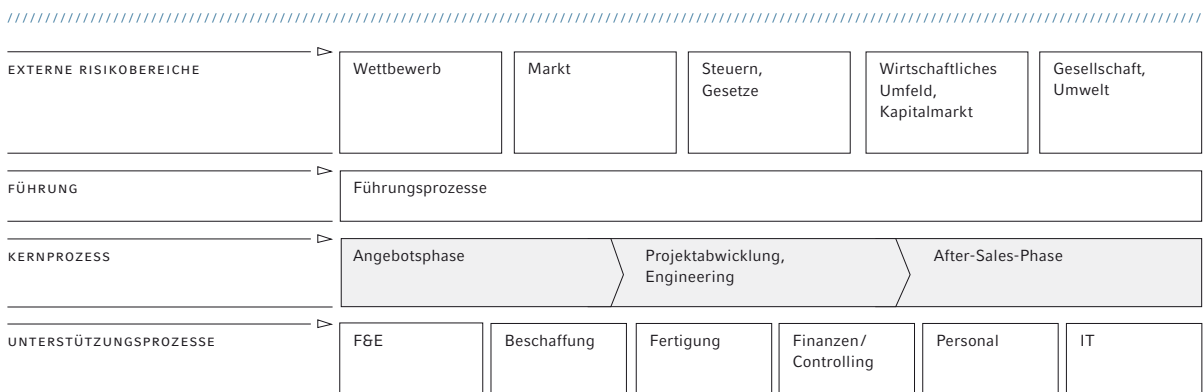 EXTERNE RISIKOBEREICHE
Wettbewerb
Markt
Steuern,
Gesetze
Wirtschaftliches
Umfeld,
Kapitalmarkt
Gesellschaft,
Umwelt
FÜHRUNG
Führungsprozesse
KERNPROZESS
Angebotsphase
Projektabwicklung,
Engineering
After-Sales-Phase
UNTERSTÜTZUNGSPROZESSE
F&E
Beschaffung
Fertigung
Finanzen/
Controlling
Personal
IT